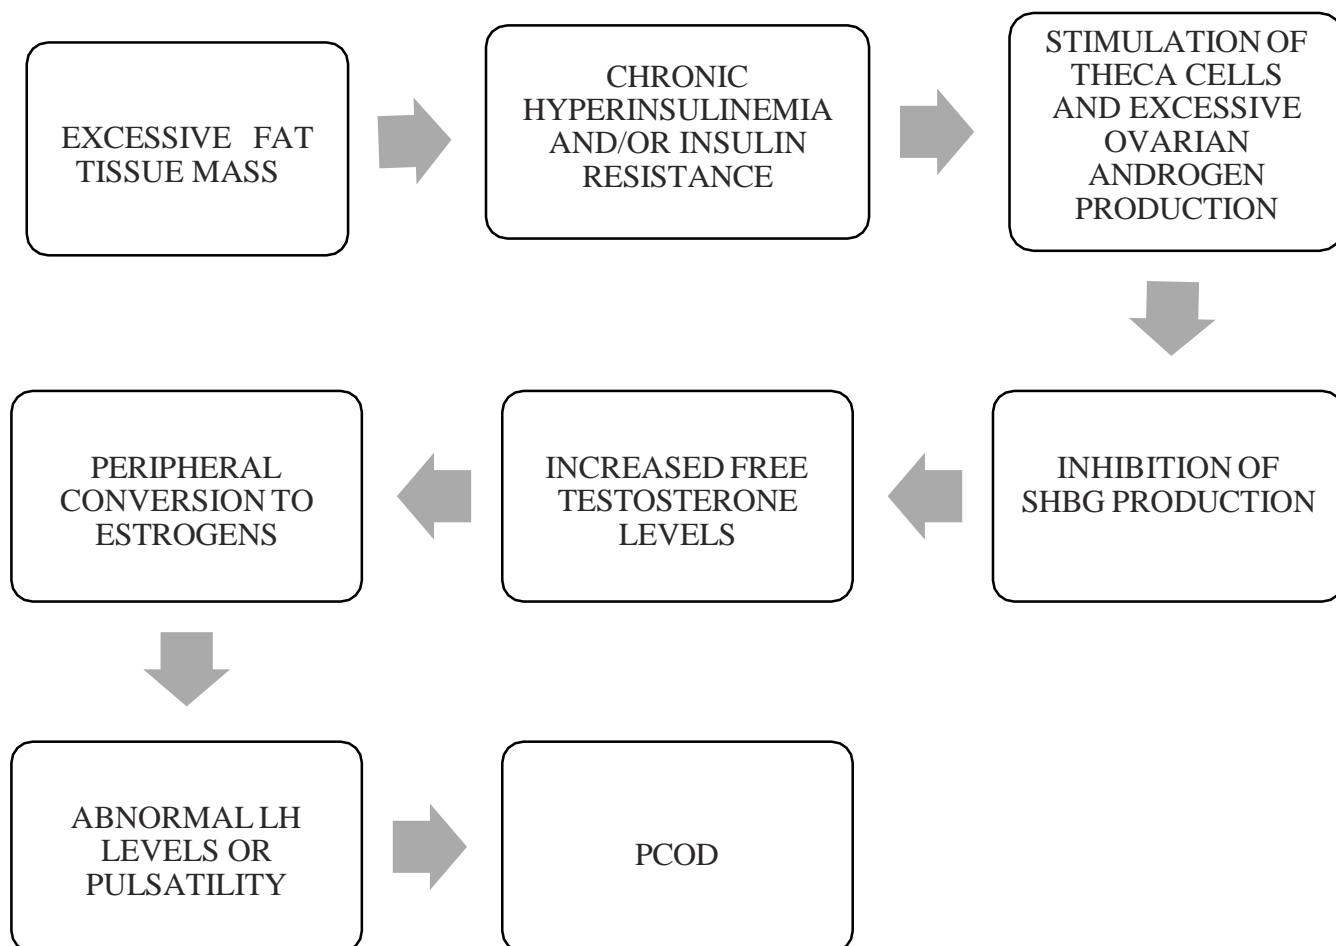 EXCESSIVE FAT
TISSUE MASS
CHRONIC
HYPERINSULINEMIA
AND/OR INSULIN
RESISTANCE
STIMULATION OF
THECA CELLS
AND EXCESSIVE
OVARIAN
ANDROGEN
PRODUCTION
INHIBITION OF
SHBG PRODUCTION
INCREASED FREE
TESTOSTERONE
LEVELS
PERIPHERAL
CONVERSION TO
ESTROGENS
ABNORMAL LH
LEVELS OR
PULSATILITY
PCOD